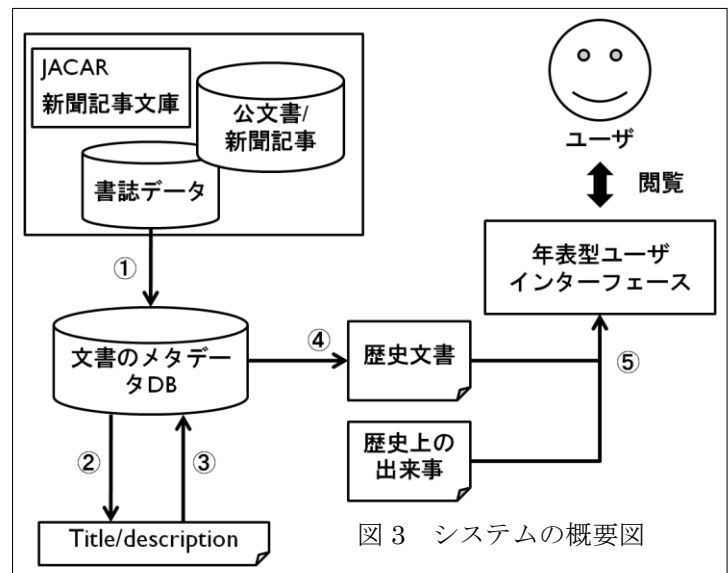 JACAR
新聞記事文庫
公文書/
新聞記事
書誌データ
ユーザ
閲覧
年表型ユーザ
インターフェース
①
文書のメタデー
タDB
④
歴史文書
⑤
歴史上の
出来事
②
③
Title/description
図3 システムの概要図